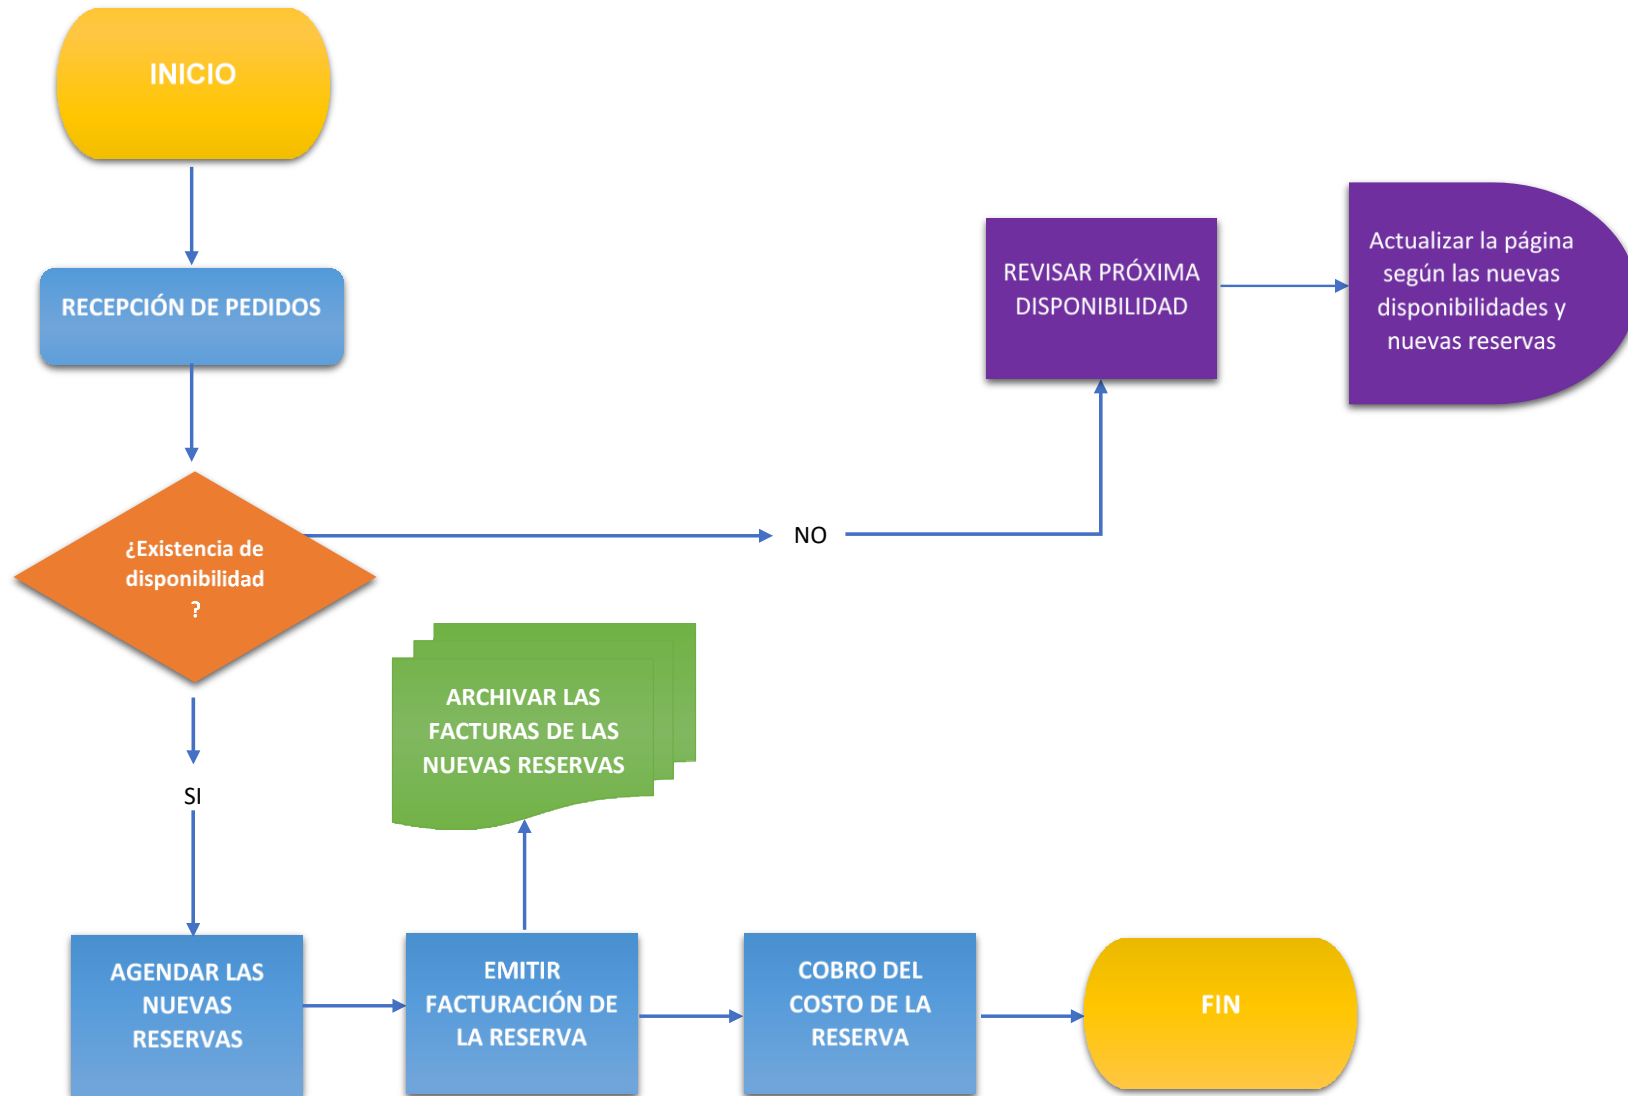 INICIO
RECEPCIÓN DE PEDIDOS
REVISAR PRÓXIMA
DISPONIBILIDAD
Actualizar la página
según las nuevas
disponibilidades y
nuevas reservas
¿Existencia de
disponibilidad
?
NO
SI
ARCHIVAR LAS
FACTURAS DE LAS
NUEVAS RESERVAS
AGENDAR LAS
NUEVAS
RESERVAS
EMITIR
FACTURACIÓN DE
LA RESERVA
COBRO DEL
COSTO DE LA
RESERVA
FIN